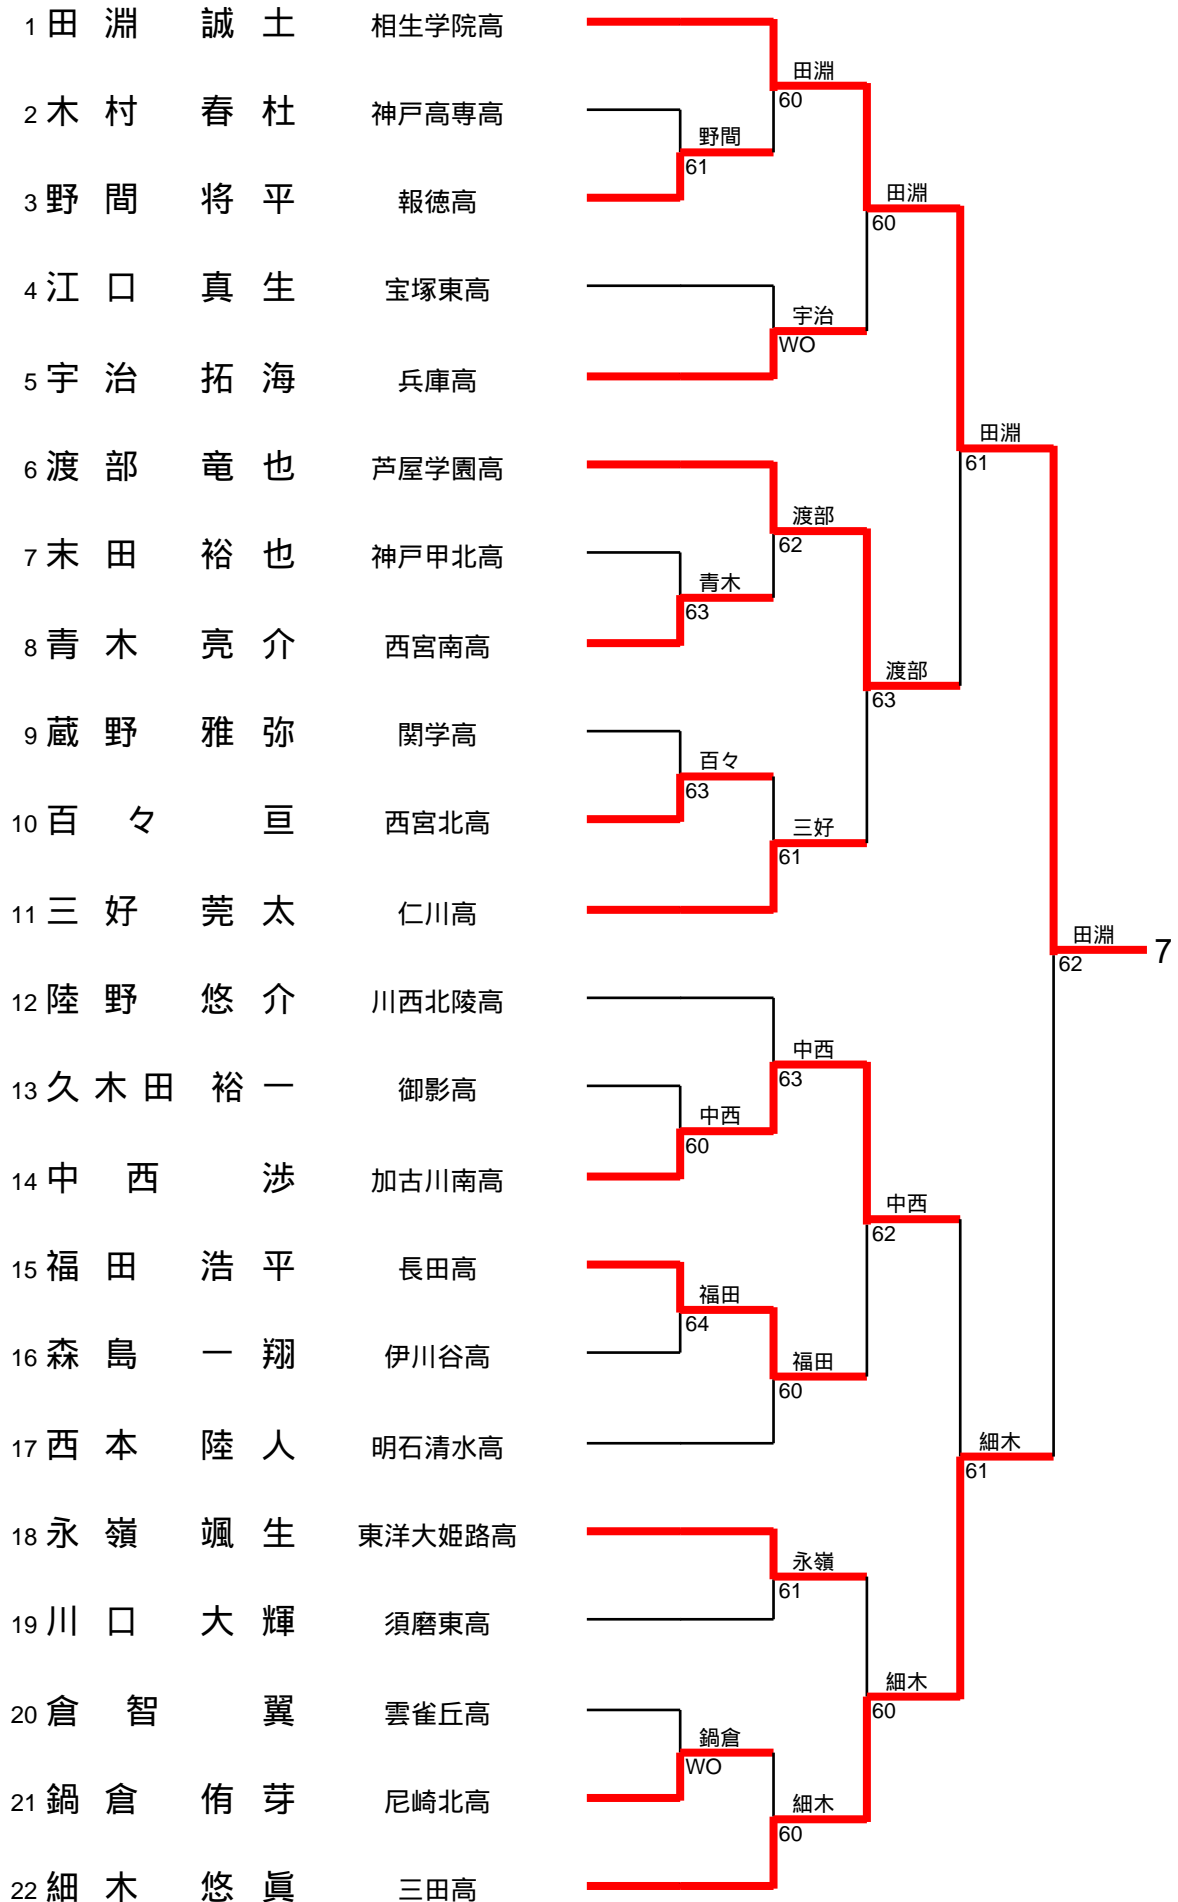 1 田淵 誠土 相生学院高
田淵
60
2 木村 春杜 神戸高専高
野間
61
3 野間 将平 報徳高
田淵
60
4 江口 真生 宝塚東高
宇治
WO
5 宇治 拓海 兵庫高
田淵
61
6 渡部 竜也 芦屋学園高
渡部
62
7 末田 裕也 神戸甲北高
青木
63
8 青木 亮介 西宮南高
渡部
63
9 蔵野 雅弥 関学高
百々
63
10 百々 亘 西宮北高
三好
61
11 三好 莞太 仁川高
田淵 7
62
12 陸野 悠介 川西北陵高
中西
63
13 久木田 裕一 御影高
中西
60
14 中西 渉 加古川南高
中西
62
15 福田 浩平 長田高
福田
64
16 森島 一翔 伊川谷高
福田
60
17 西本 陸人 明石清水高
細木
61
18 永嶺 颯生 東洋大姫路高
永嶺
61
19 川口 大輝 須磨東高
細木
60
20 倉智 翼 雲雀丘高
鍋倉
WO
21 鍋倉 侑芽 尼崎北高
細木
60
22 細木 悠眞 三田高